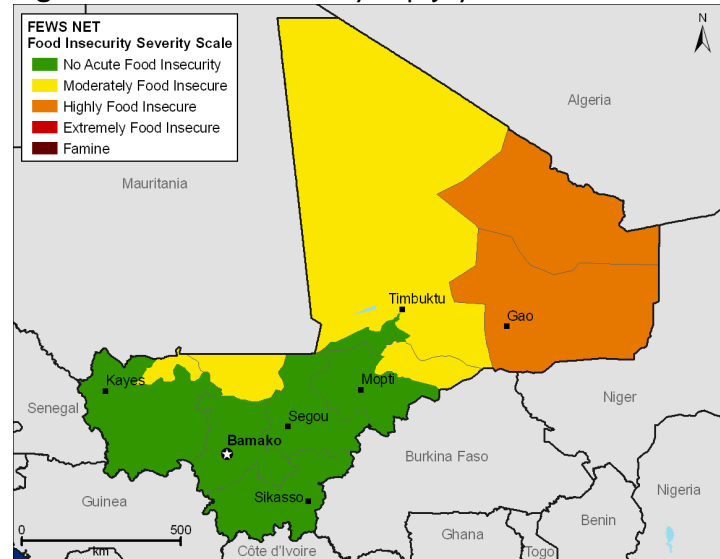 FEWS NET
Food Insecurity Severity Scale
No Acute Food Insecurity
Moderately Food Insecure
Highly Food Insecure
Extremely Food Insecure
Famine
N
Algeria
Mauritania
Timbuktu
Gao
Kayes
Mopti
Senegal
Niger
Segou
Bamako
Burkina Faso
Sikasso
Nigeria
Guinea
Benin
0 500
km
Ghana
Togo
Côte d'Ivoire